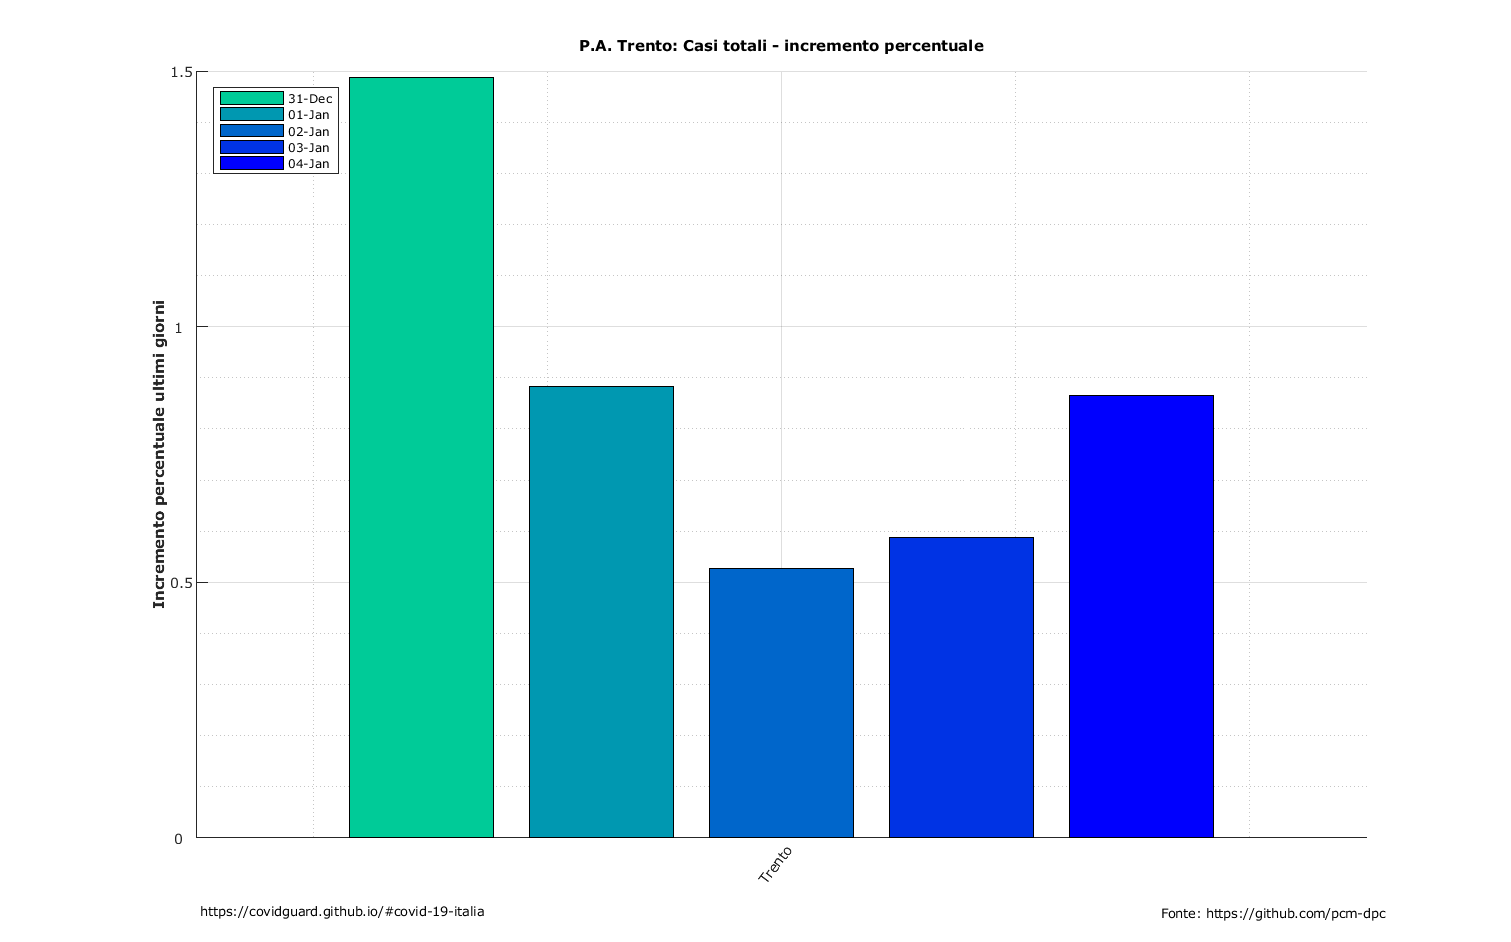 P.A. Trento: Casi totali - incremento percentuale
1.5
31-Dec
01-Jan
02-Jan
03-Jan
04-Jan
1
Incremento percentuale ultimi giorni
0.5
0
Trento
https://covidguard.github.io/#covid-19-italia
Fonte: https://github.com/pcm-dpc